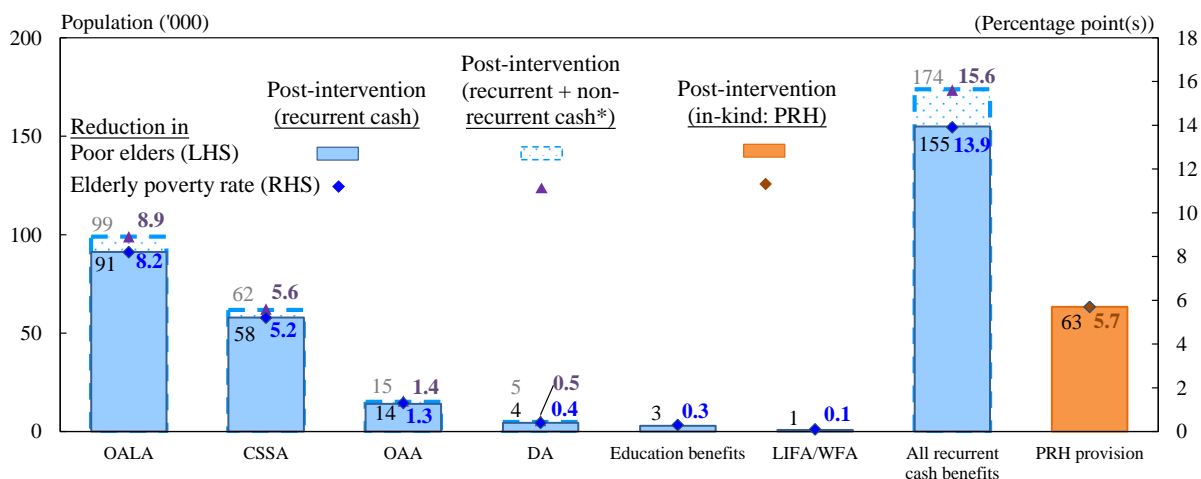 Population ('000)
(Percentage point(s))
200
150
100
50
0
18
16
14
12
10
8
6
4
2
0
Post-intervention
(recurrent cash)
Post-intervention
(recurrent + non-
recurrent cash*)
Post-intervention
(in-kind: PRH)
Reduction in
Poor elders (LHS)
Elderly poverty rate (RHS)
99 8.9
91 8.2
62 5.6
58 5.2
15 1.4
14 1.3
5 0.5
4 0.4
3 0.3
1 0.1
174 15.6
155 13.9
63 5.7
OALA
CSSA
OAA
DA
Education benefits
LIFA/WFA
All recurrent
cash benefits
PRH provision